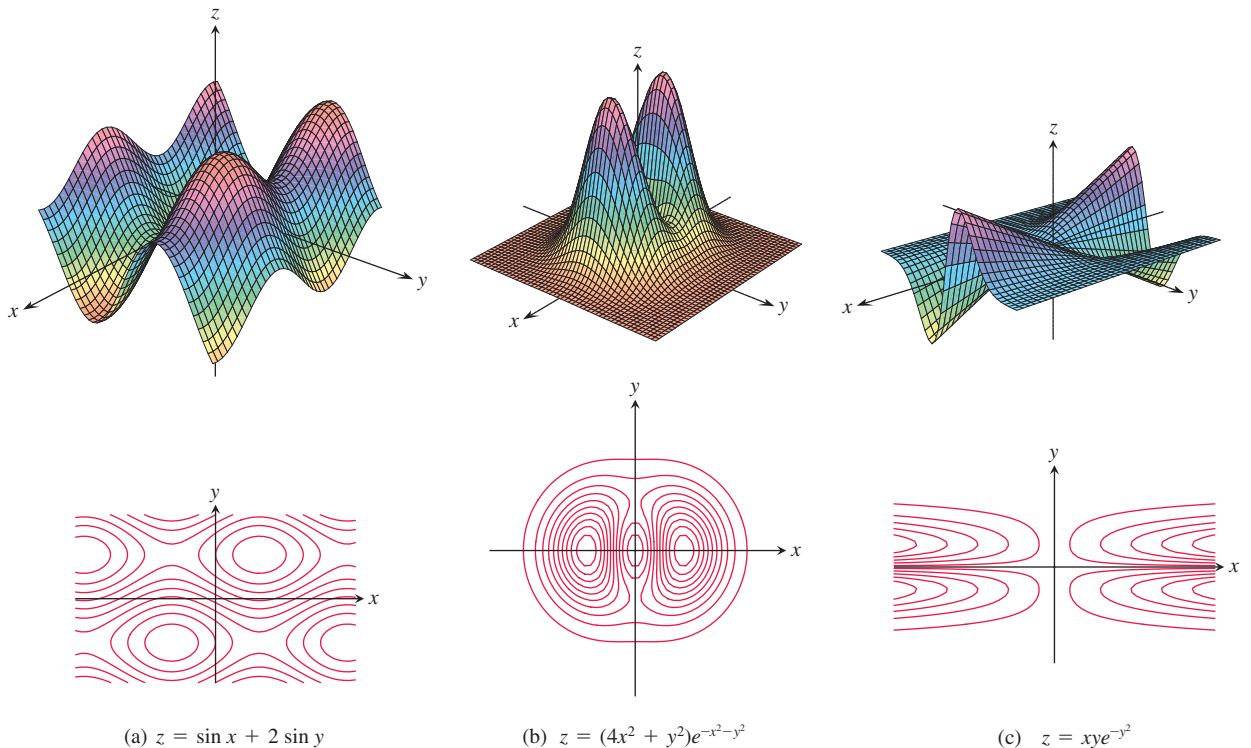 z
z
z
x
y
x
y
x
y
y
y
y
x
x
x
(a) z = sin x + 2 sin y
(b) z = (4x² + y²)e^{−x²−y²}
(c) z = xye^{−y²}